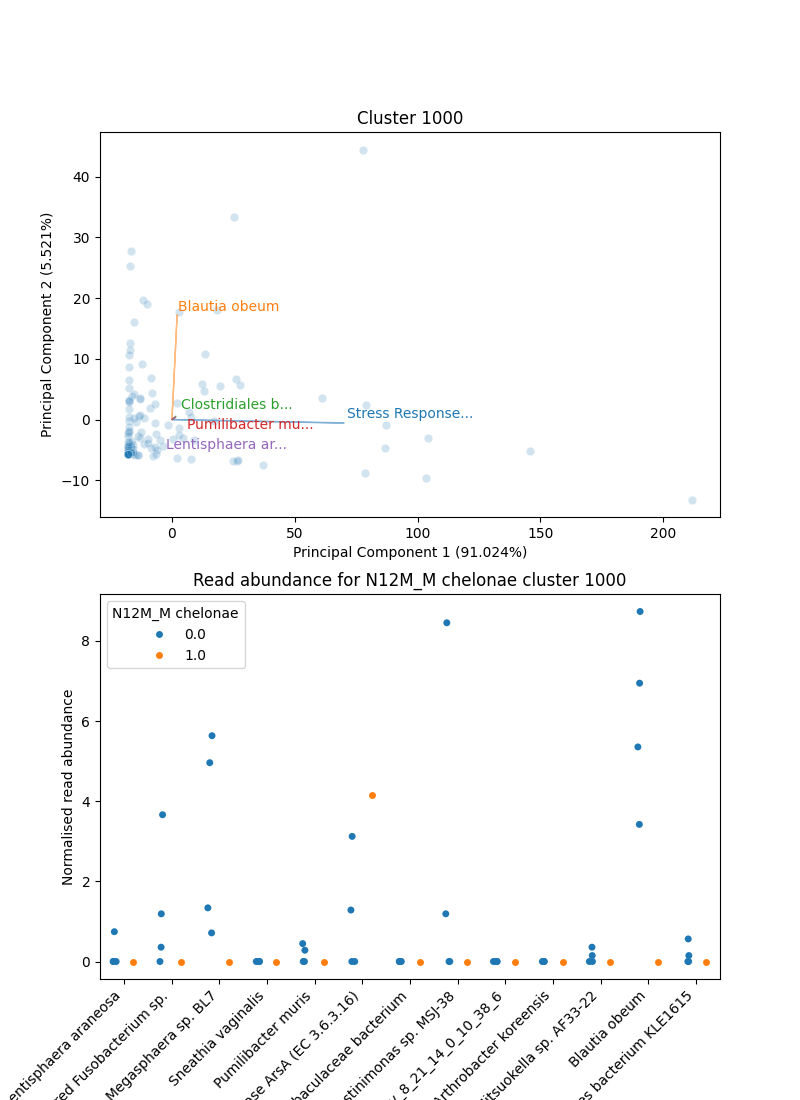 Cluster 1000
Principal Component 2 (5.521%)
40
30
20
10
0
−10
Blautia obeum
Clostridiales b...
Stress Response...
Pumilibacter mu...
Lentisphaera ar...
0
50
100
150
200
Principal Component 1 (91.024%)
Read abundance for N12M_M chelonae cluster 1000
N12M_M chelonae
0.0
1.0
Normalised read abundance
8
6
4
2
0
entisphaera araneosa
red Fusobacterium sp.
Megasphaera sp. BL7
Sneathia vaginalis
Pumilibacter muris
ase ArsA (EC 3.6.3.16)
baculaceae bacterium
stinimonas sp. MSJ-38
_8_21_14_0_10_38_6
Arthrobacter koreensis
itsuokella sp. AF33-22
Blautia obeum
es bacterium KLE1615